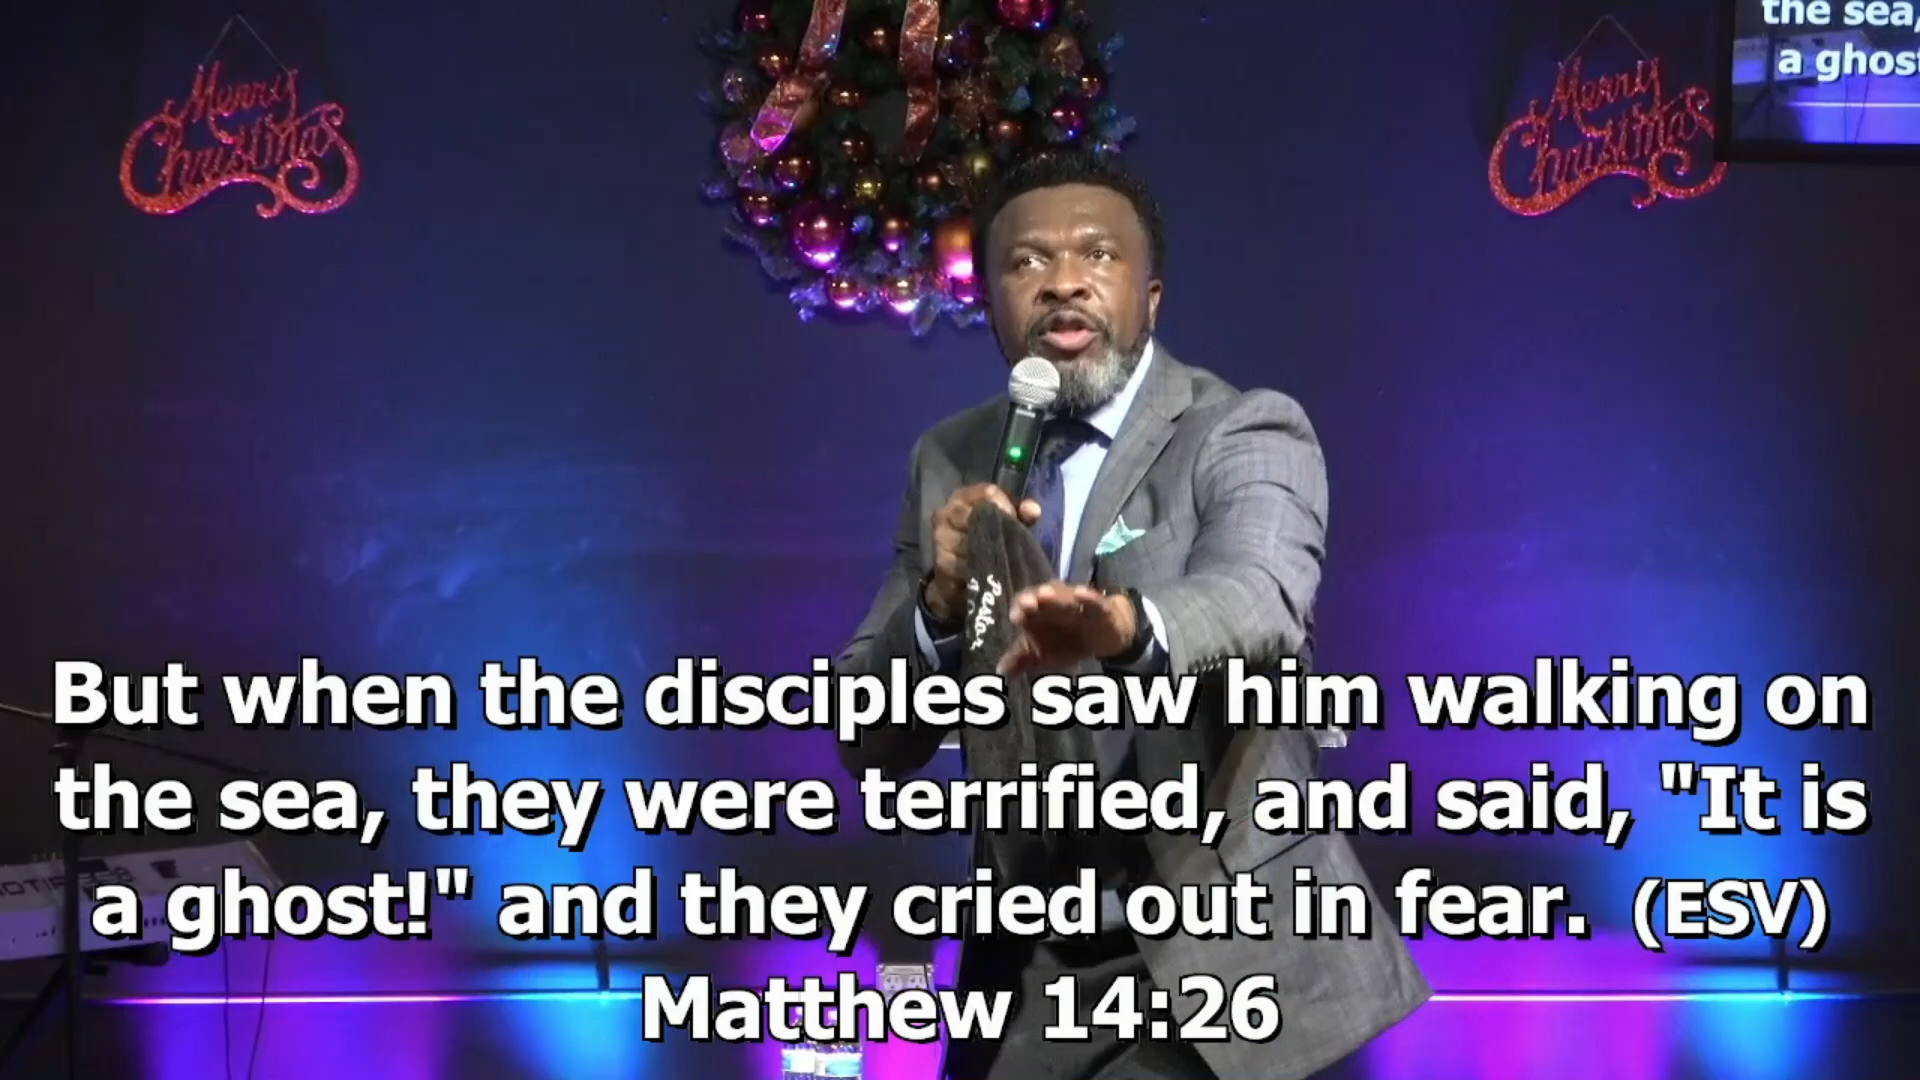 Merry
Christmas
Merry
Christmas
the sea,
a ghost
Pastor
But when the disciples saw him walking on
the sea, they were terrified, and said, "It is
a ghost!" and they cried out in fear. (ESV)
Matthew 14:26